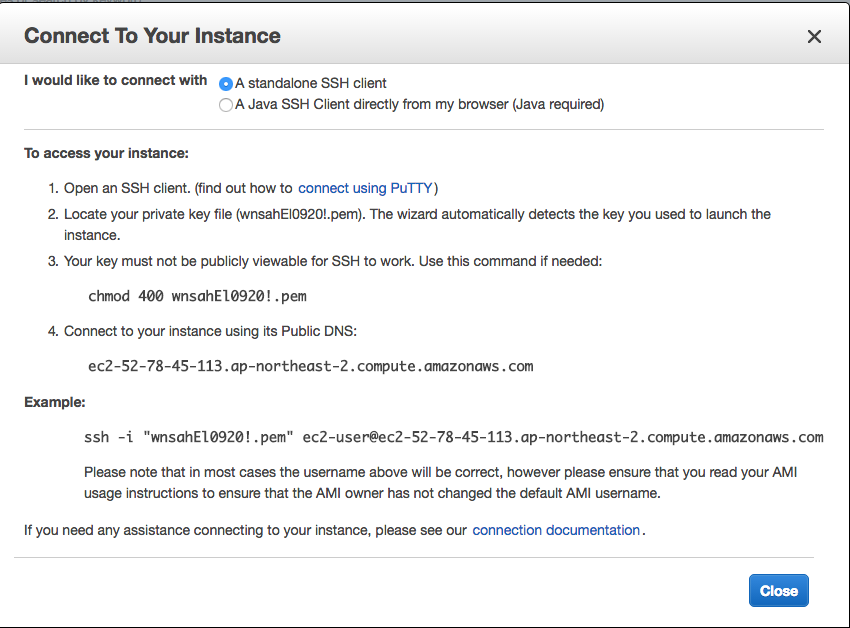 Connect To Your Instance
I would like to connect with
A standalone SSH client
A Java SSH Client directly from my browser (Java required)
To access your instance:
1. Open an SSH client. (find out how to connect using PuTTY)
2. Locate your private key file (wnsahEl0920!.pem). The wizard automatically detects the key you used to launch the
instance.
3. Your key must not be publicly viewable for SSH to work. Use this command if needed:
chmod 400 wnsahEl0920!.pem
4. Connect to your instance using its Public DNS:
ec2-52-78-45-113.ap-northeast-2.compute.amazonaws.com
Example:
ssh -i "wnsahEl0920!.pem" ec2-user@ec2-52-78-45-113.ap-northeast-2.compute.amazonaws.com
Please note that in most cases the username above will be correct, however please ensure that you read your AMI
usage instructions to ensure that the AMI owner has not changed the default AMI username.
If you need any assistance connecting to your instance, please see our connection documentation.
Close